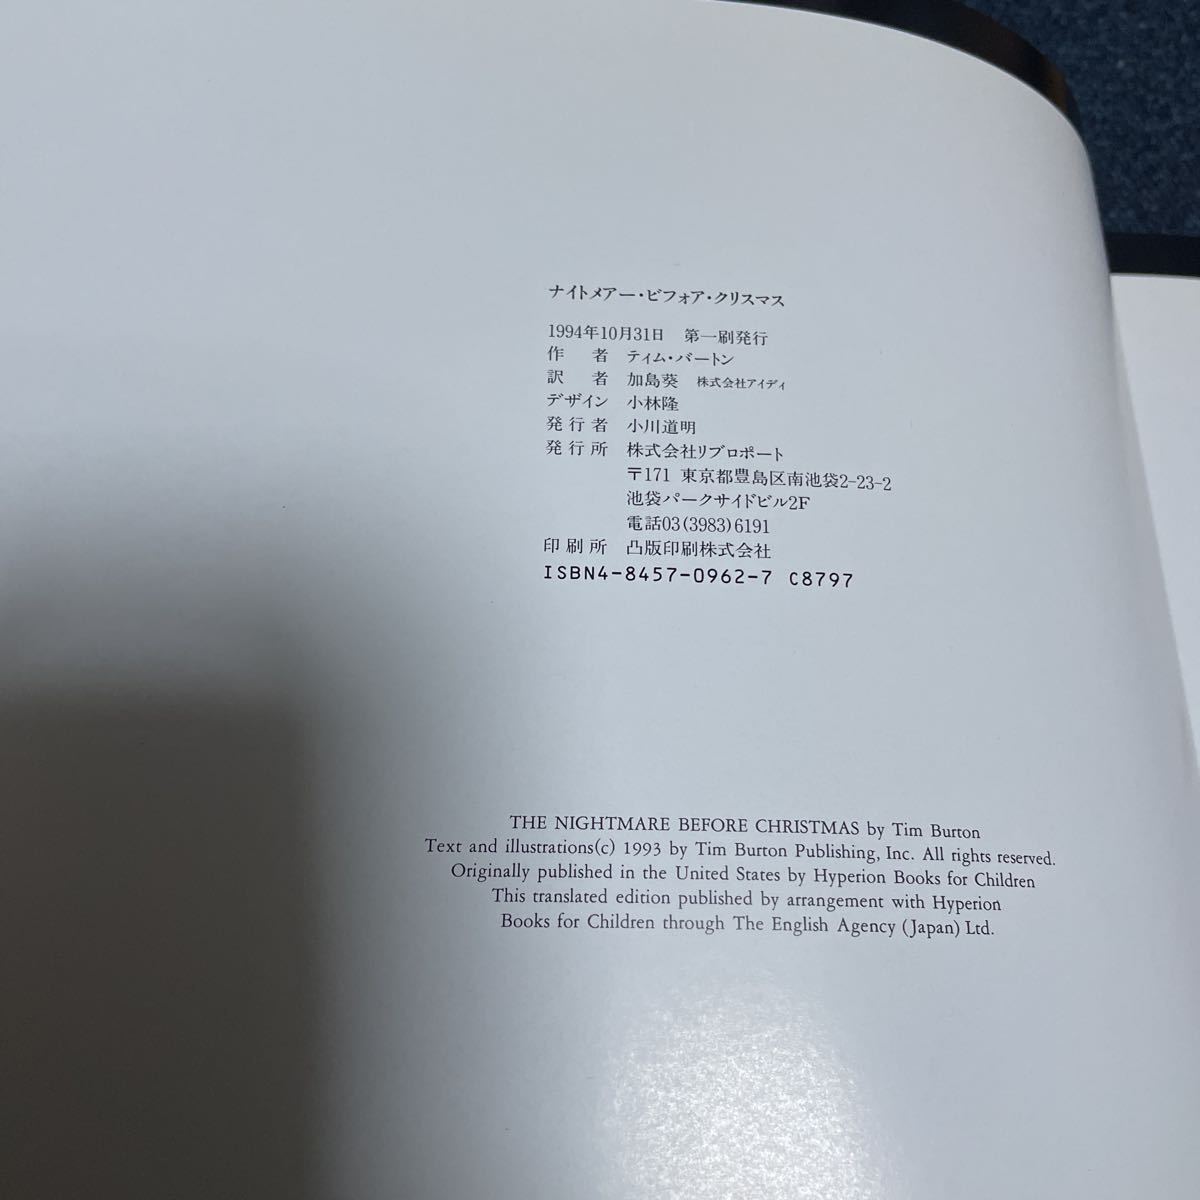 ナイトメアー・ビフォア・クリスマス
1994年10月31日　第一刷発行
作　者　ティム・バートン
訳　者　加島葵　株式会社アイディ
デザイン　小林隆
発行者　小川道明
発行所　株式会社リブロポート
〒171 東京都豊島区南池袋2-23-2
池袋パークサイドビル2F
電話03(3983)6191
印刷所　凸版印刷株式会社
ISBN4-8457-0962-7 C8797
THE NIGHTMARE BEFORE CHRISTMAS by Tim Burton
Text and illustrations(c) 1993 by Tim Burton Publishing, Inc. All rights reserved.
Originally published in the United States by Hyperion Books for Children
This translated edition published by arrangement with Hyperion
Books for Children through The English Agency (Japan) Ltd.